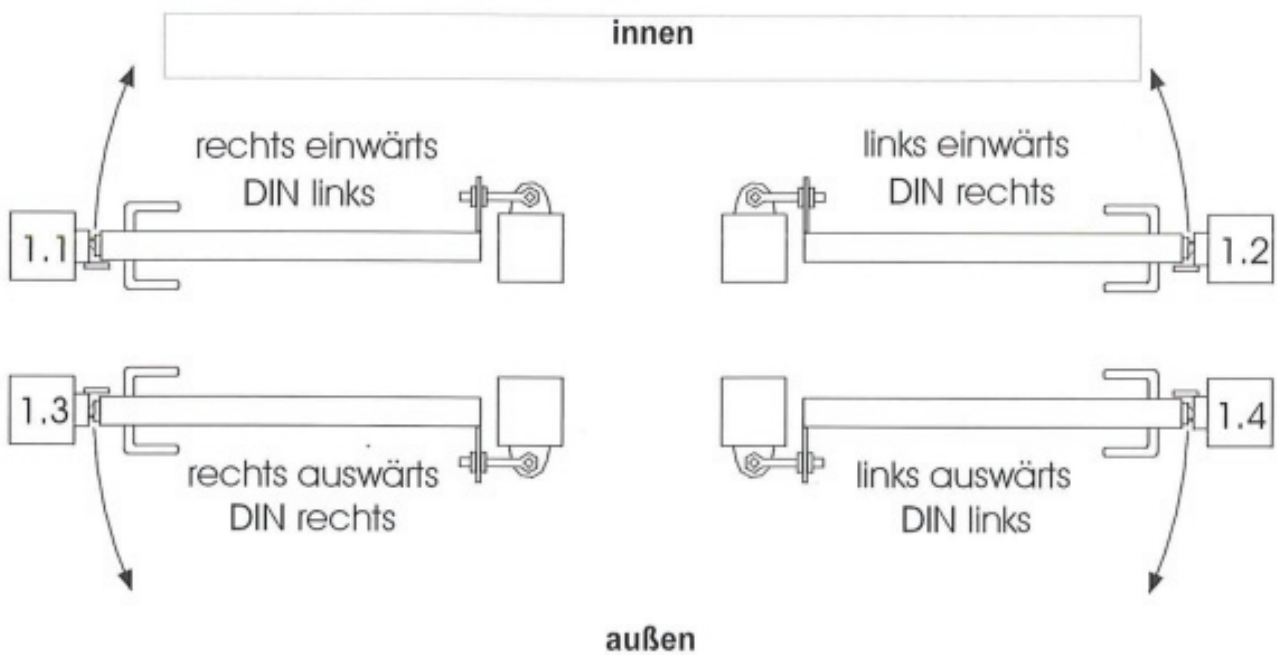 innen
rechts einwärts
DIN links
links einwärts
DIN rechts
1.1
1.2
1.3
1.4
rechts auswärts
DIN rechts
links auswärts
DIN links
außen